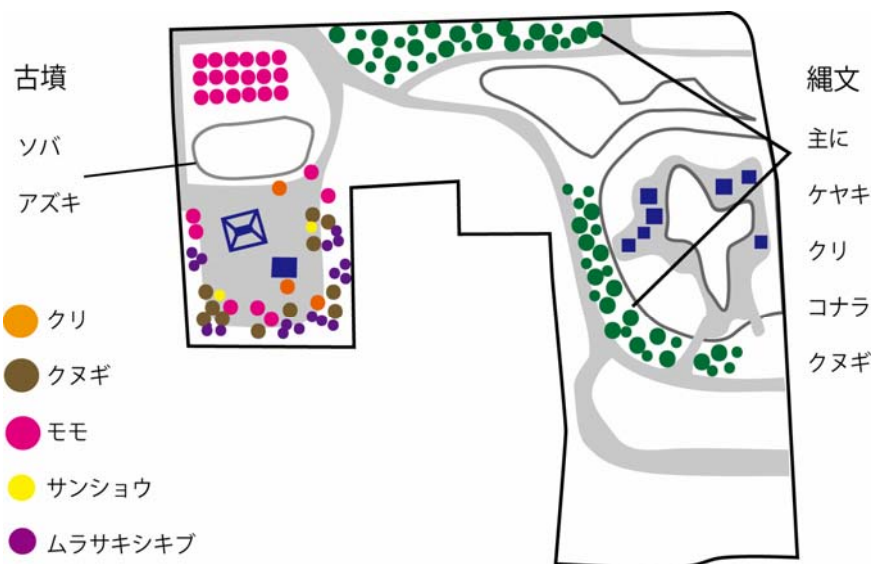 古墳
ソバ
アズキ
クリ
クヌギ
モモ
サンショウ
ムラサキシキブ
縄文
主に
ケヤキ
クリ
コナラ
クヌギ